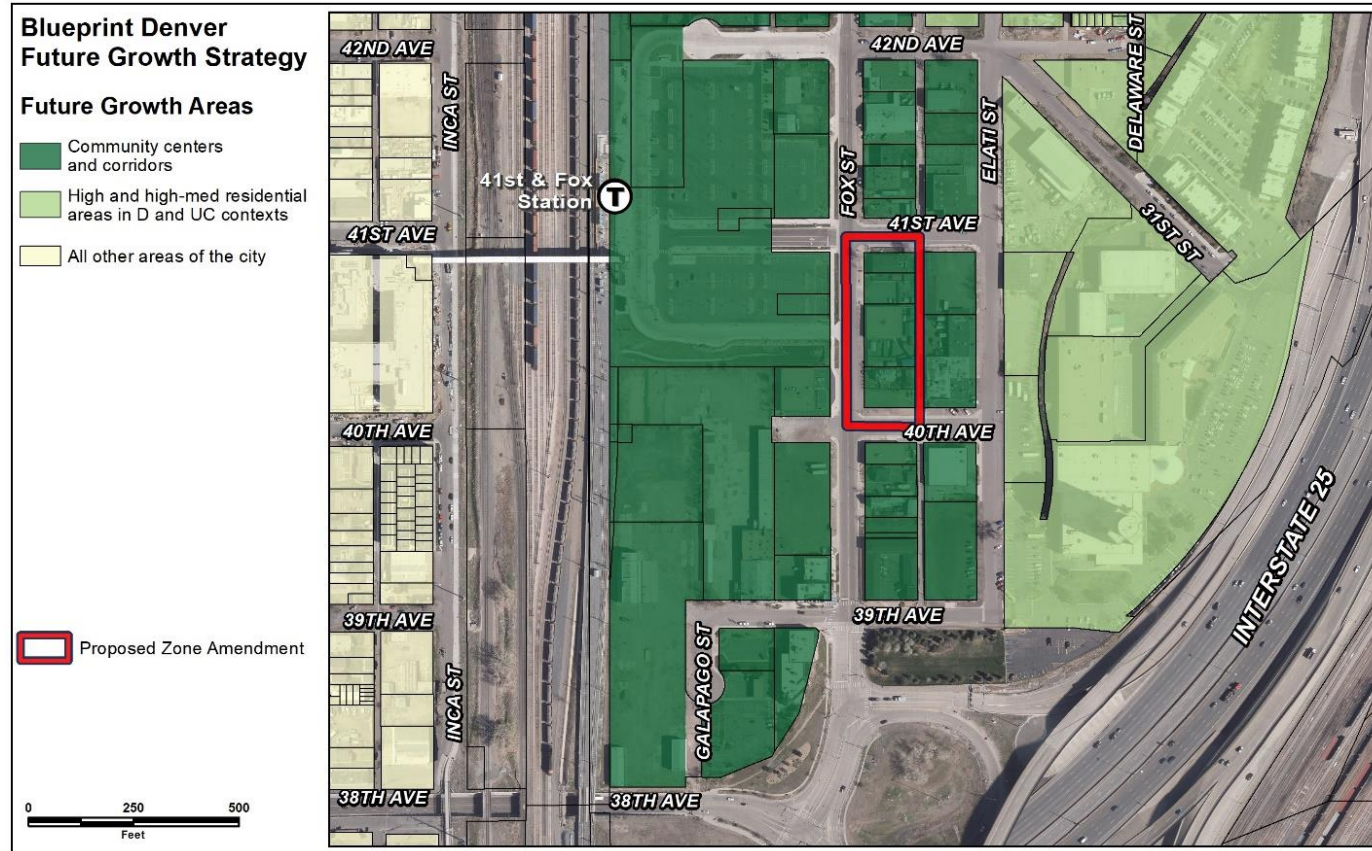 Blueprint Denver
Future Growth Strategy
Future Growth Areas
Community centers
and corridors
High and high-med residential
areas in D and UC contexts
All other areas of the city
Proposed Zone Amendment
0 250 500
Feet
42ND AVE
42ND AVE
DELAWARE ST
INCA ST
ELATI ST
FOX ST
41st & Fox
Station
T
31ST ST
41ST AVE
41ST AVE
40TH AVE
40TH AVE
INTERSTATE 25
39TH AVE
39TH AVE
GALAPAGO ST
INCA ST
38TH AVE
38TH AVE